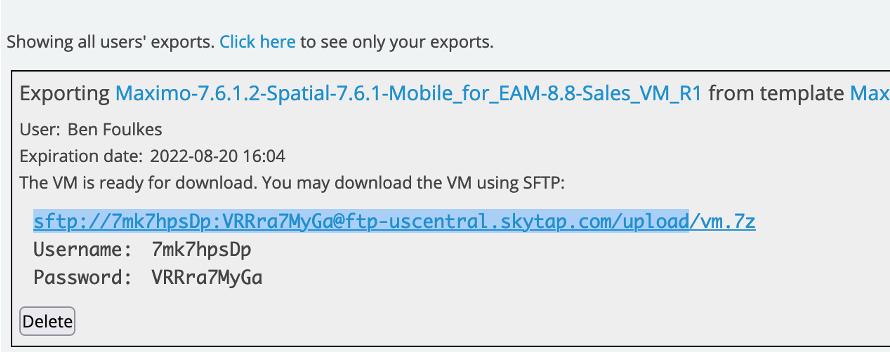 Showing all users' exports. Click here to see only your exports.
Exporting Maximo-7.6.1.2-Spatial-7.6.1-Mobile_for_EAM-8.8-Sales_VM_R1 from template Max
User: Ben Foulkes
Expiration date: 2022-08-20 16:04
The VM is ready for download. You may download the VM using SFTP:
sftp://7mk7hpsDp:VRRra7MyGa@ftp-uscentral.skytap.com/upload/vm.7z
Username: 7mk7hpsDp
Password: VRRra7MyGa
Delete